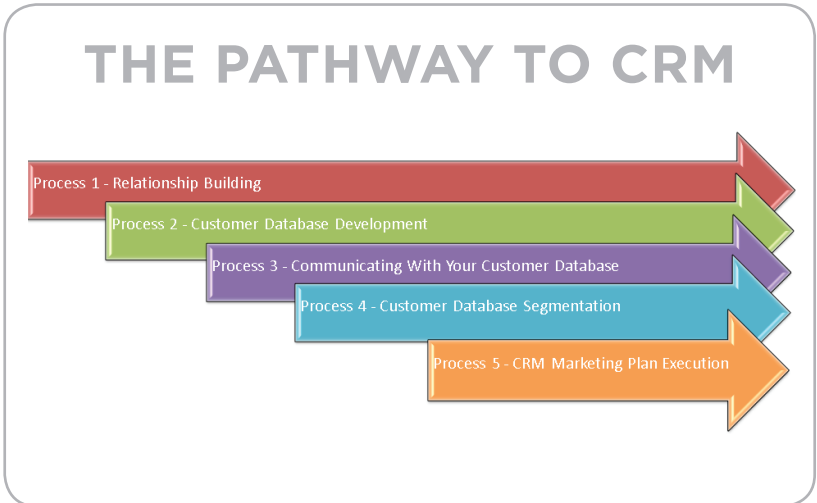 THE PATHWAY TO CRM
Process 1 - Relationship Building
Process 2 - Customer Database Development
Process 3 - Communicating With Your Customer Database
Process 4 - Customer Database Segmentation
Process 5 - CRM Marketing Plan Execution